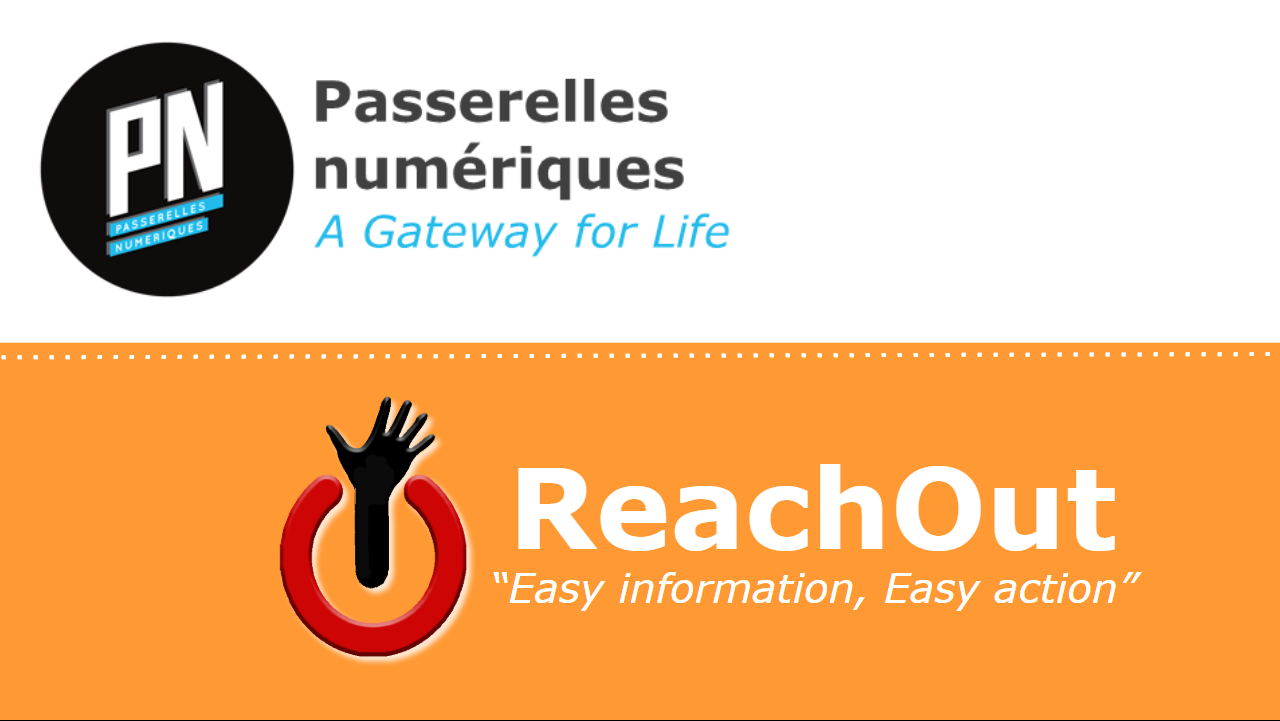 PN
PASSERELLES
NUMERIQUES
Passerelles
numériques
A Gateway for Life
ReachOut
“Easy information, Easy action”